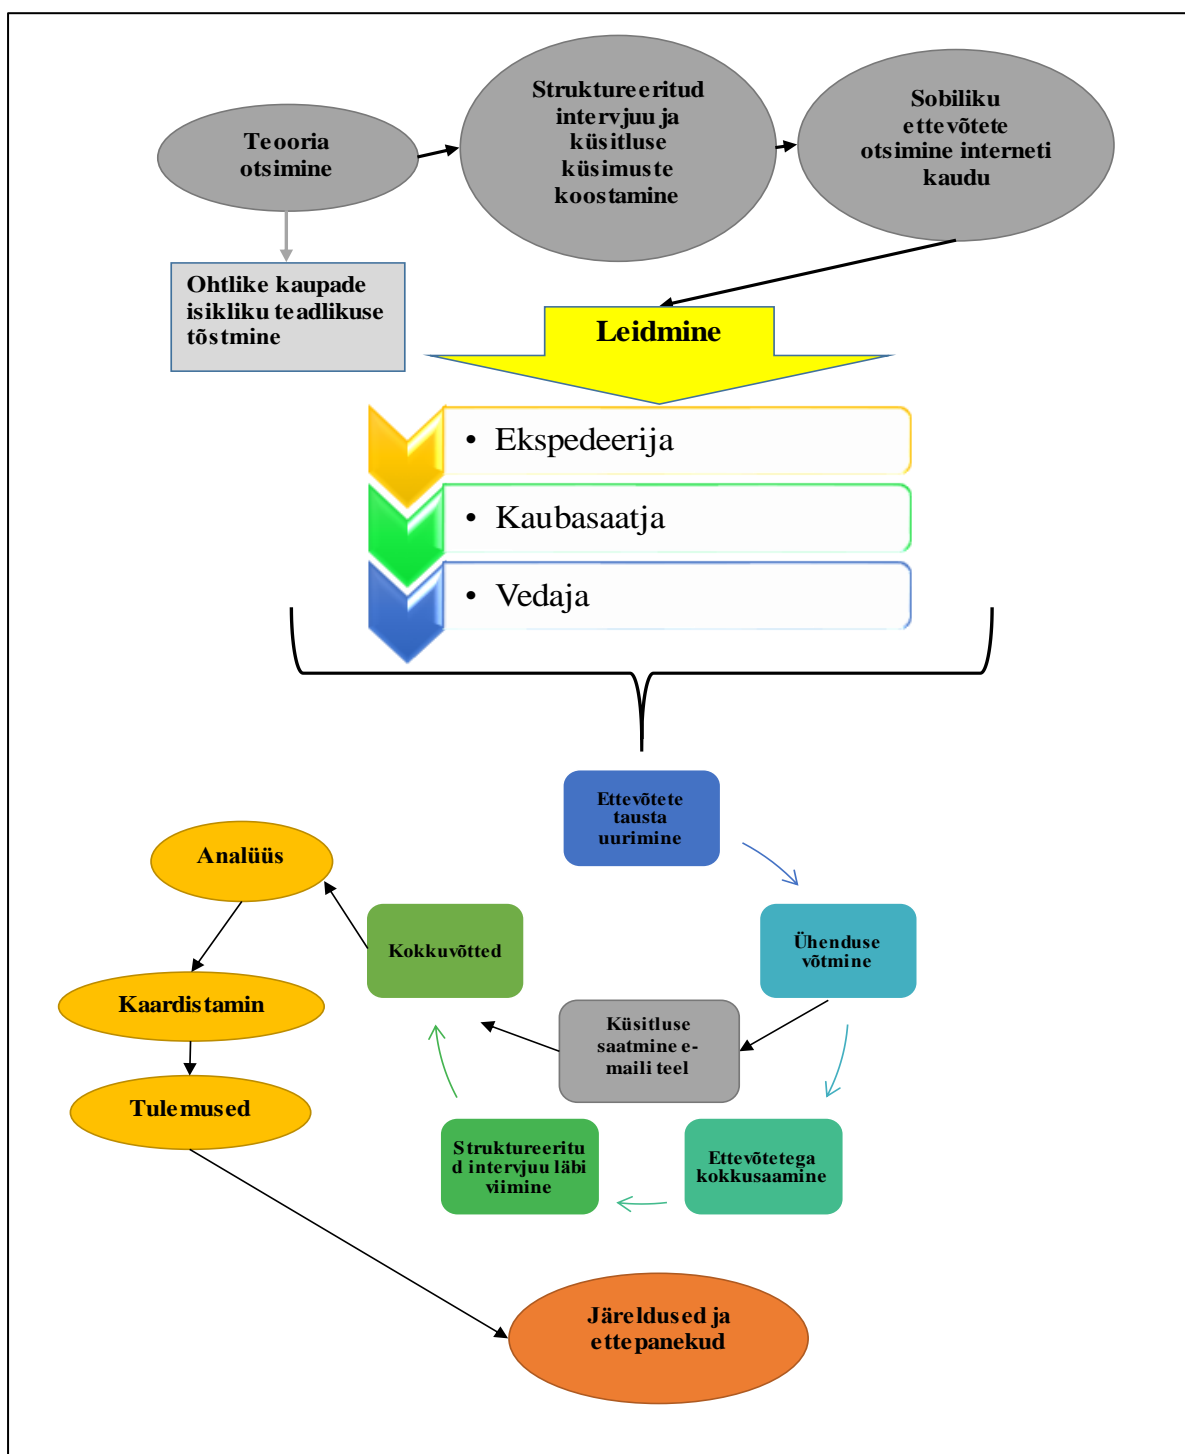 Teooria
otsimine
Struktureeritud
intervjuu ja
küsitluse
küsimuste
koostamine
Sobiliku
ettevõtete
otsimine interneti
kaudu
Ohtlike kaupade
isikliku teadlikuse
tõstmine
Leidmine
• Ekspedeerija
• Kaubasaatja
• Vedaja
Ettevõtete
tausta
uurimine
Ühenduse
võtmine
Küsitluse
saatmine e-
maili teel
Ettevõtetega
kokkusaamine
Struktureeritu
d intervjuu läbi
viimine
Kokkuvõtted
Analüüs
Kaardistamin
Tulemused
Järeldused ja
ettepanekud